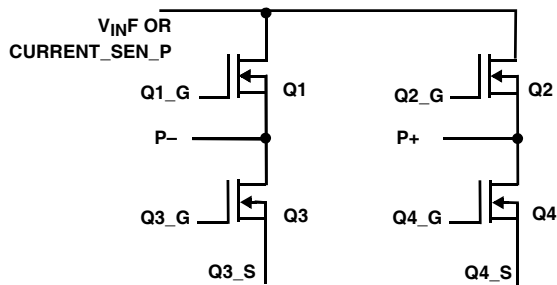 VINF OR
CURRENT_SEN_P
Q1_G
Q1
Q2_G
Q2
P–
P+
Q3_G
Q3
Q4_G
Q4
Q3_S
Q4_S